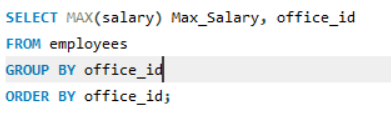 SELECT MAX(salary) Max_Salary, office_id
FROM employees
GROUP BY office_id
ORDER BY office_id;